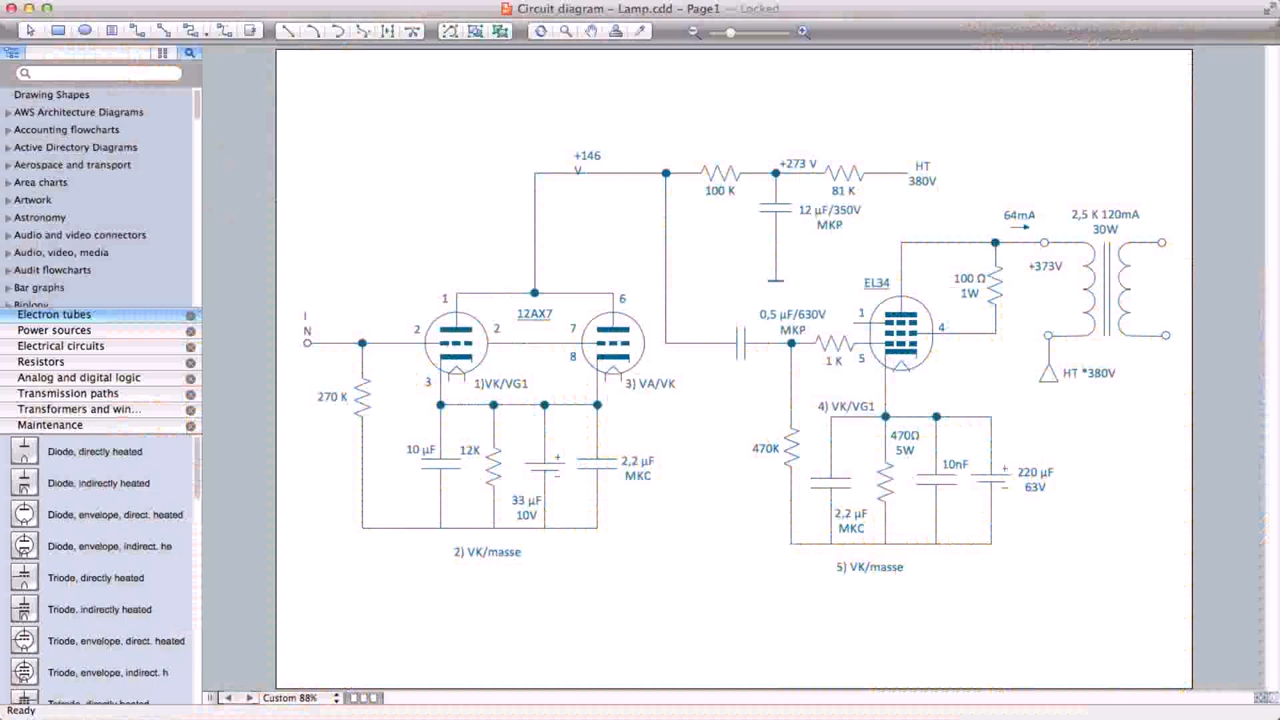 Circuit diagram – Lamp.cdd – Page1 — Locked
Drawing Shapes
AWS Architecture Diagrams
Accounting flowcharts
Active Directory Diagrams
Aerospace and transport
Area charts
Artwork
Astronomy
Audio and video connectors
Audio, video, media
Audit flowcharts
Bar graphs
Biology
Electron tubes
Power sources
Electrical circuits
Resistors
Analog and digital logic
Transmission paths
Transformers and win...
Maintenance
Diode, directly heated
Diode, indirectly heated
Diode, envelope, direct. heated
Diode, envelope, indirect. he
Triode, directly heated
Triode, indirectly heated
Triode, envelope, direct. heated
Triode, envelope, indirect. h
Tetrode, directly heated
+146
V
100 K
+273 V
81 K
HT
380V
12 µF/350V
MKP
64mA
2,5 K 120mA
30W
+373V
100 Ω
1W
EL34
1
4
5
HT *380V
I
N
1
2
3
12AX7
2
7
8
6
1)VK/VG1
3) VA/VK
0,5 µF/630V
MKP
1 K
270 K
10 µF
12K
33 µF
10V
+
–
2,2 µF
MKC
2) VK/masse
470K
4) VK/VG1
470Ω
5W
10nF
+
–
220 µF
63V
2,2 µF
MKC
5) VK/masse
Custom 88%
Ready